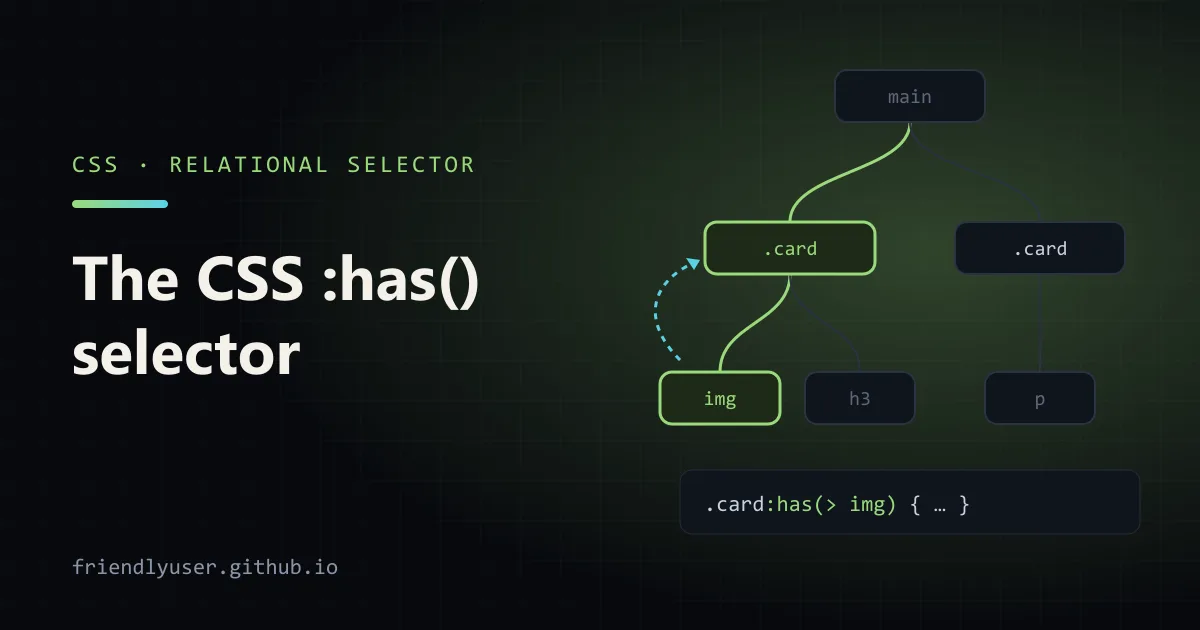 CSS · RELATIONAL SELECTOR
The CSS :has()
selector
friendlyuser.github.io
main
.card
.card
img
h3
p
.card:has(> img) { … }